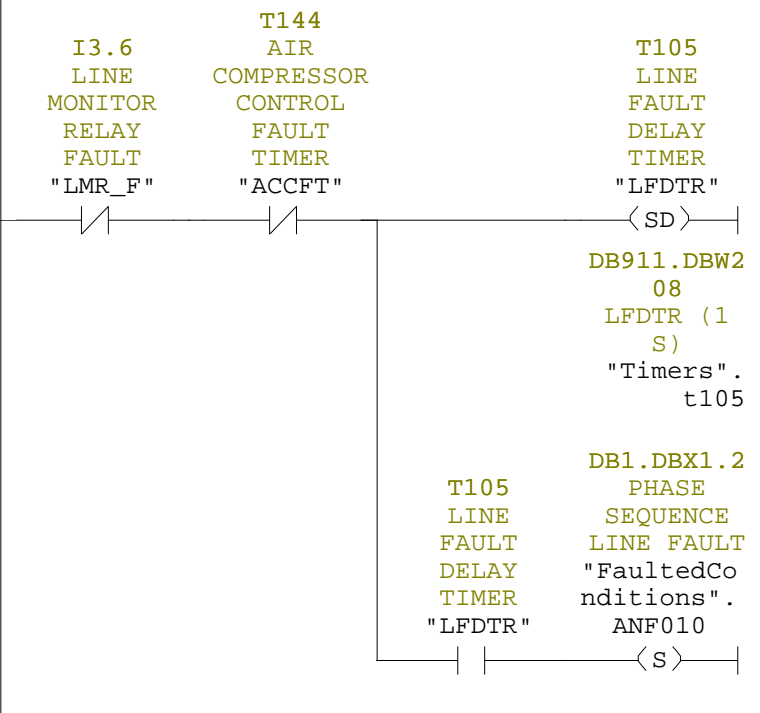 I3.6
LINE
MONITOR
RELAY
FAULT
"LMR_F"
T144
AIR
COMPRESSOR
CONTROL
FAULT
TIMER
"ACCFT"
T105
LINE
FAULT
DELAY
TIMER
"LFDTR"
SD
DB911.DBW2
08
LFDTR (1
S)
"Timers".
t105
T105
LINE
FAULT
DELAY
TIMER
"LFDTR"
DB1.DBX1.2
PHASE
SEQUENCE
LINE FAULT
"FaultedCo
nditions".
ANF010
S